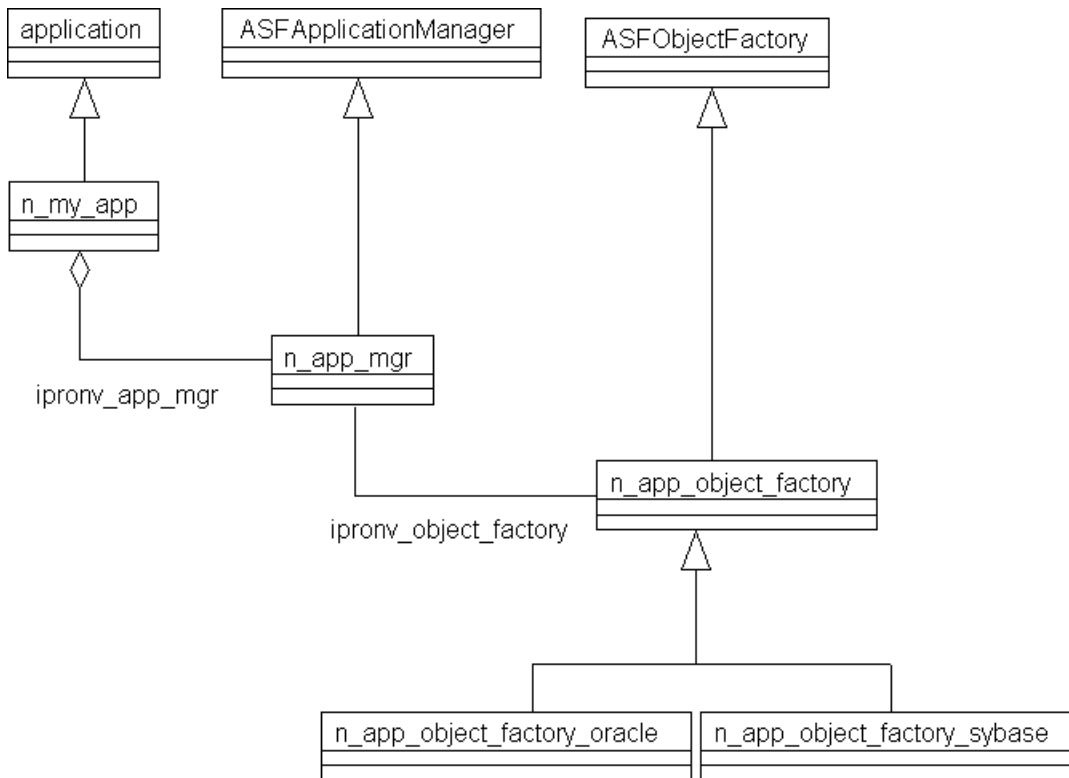 application
ASFApplicationManager
ASFObjectFactory
n_my_app
n_app_mgr
ipronv_app_mgr
n_app_object_factory
ipronv_object_factory
n_app_object_factory_oracle
n_app_object_factory_sybase